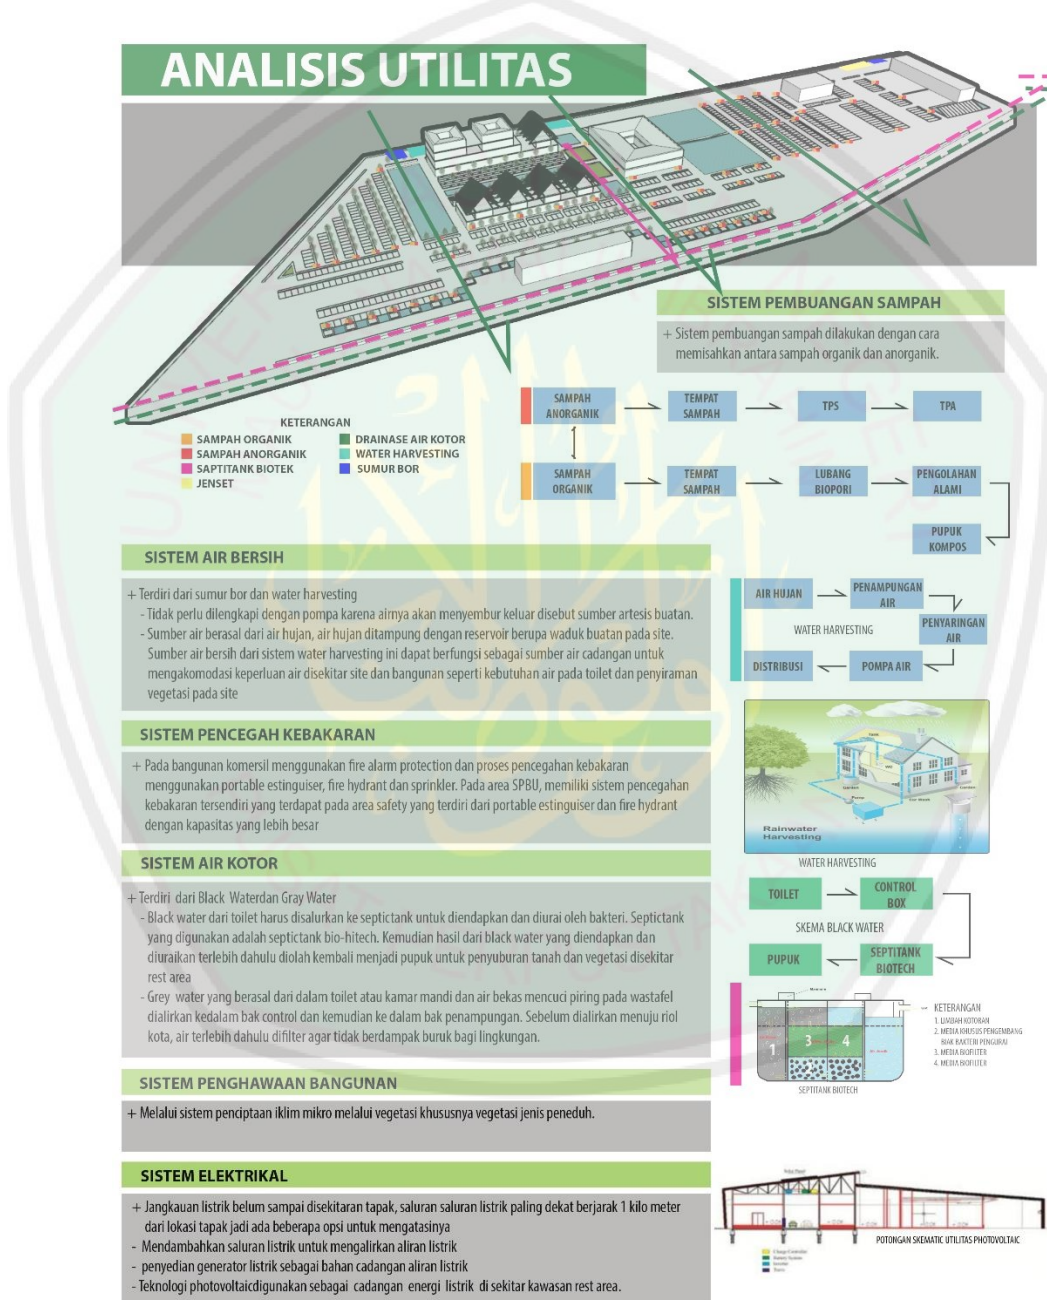 ANALISIS UTILITAS
SISTEM PEMBUANGAN SAMPAH
+ Sistem pembuangan sampah dilakukan dengan cara
memisahkan antara sampah organik dan anorganik.
SAMPAH
ANORGANIK
TEMPAT
SAMPAH
TPS
TPA
SAMPAH
ORGANIK
TEMPAT
SAMPAH
LUBANG
BIOPORI
PENGOLAHAN
ALAMI
PUPUK
KOMPOS
KETERANGAN
SAMPAH ORGANIK
SAMPAH ANORGANIK
SAPTITANK BIOTEK
JENSET
DRAINASE AIR KOTOR
WATER HARVESTING
SUMUR BOR
SISTEM AIR BERSIH
+ Terdiri dari sumur bor dan water harvesting
- Tidak perlu dilengkapi dengan pompa karena airnya akan menyembur keluar disebut sumber artesis buatan.
- Sumber air berasal dari air hujan, air hujan ditampung dengan reservoir berupa waduk buatan pada site.
Sumber air bersih dari sistem water harvesting ini dapat berfungsi sebagai sumber air cadangan untuk
mengakomodasi keperluan air disekitar site dan bangunan seperti kebutuhan air pada toilet dan penyiraman
vegetasi pada site
AIR HUJAN
PENAMPUNGAN
AIR
WATER HARVESTING
PENYARINGAN
AIR
DISTRIBUSI
POMPA AIR
SISTEM PENCEGAH KEBAKARAN
+ Pada bangunan komersil menggunakan fire alarm protection dan proses pencegahan kebakaran
menggunakan portable estinguiser, fire hydrant dan sprinkler. Pada area SPBU, memiliki sistem pencegahan
kebakaran tersendiri yang terdapat pada area safety yang terdiri dari portable estinguiser dan fire hydrant
dengan kapasitas yang lebih besar
Rainwater
Harvesting
WATER HARVESTING
SISTEM AIR KOTOR
+ Terdiri dari Black Waterdan Gray Water
- Black water dari toilet harus disalurkan ke septictank untuk diendapkan dan diurai oleh bakteri. Septictank
yang digunakan adalah septictank bio-hitech. Kemudian hasil dari black water yang diendapkan dan
diuraikan terlebih dahulu diolah kembali menjadi pupuk untuk penyuburan tanah dan vegetasi disekitar
rest area
- Grey water yang berasal dari dalam toilet atau kamar mandi dan air bekas mencuci piring pada wastafel
dialirkan kedalam bak control dan kemudian ke dalam bak penampungan. Sebelum dialirkan menuju riol
kota, air terlebih dahulu difilter agar tidak berdampak buruk bagi lingkungan.
TOILET
CONTROL
BOX
SKEMA BLACK WATER
PUPUK
SEPTITANK
BIOTECH
1
3
4
KETERANGAN
1. LIMBAH KOTORAN
2. MEDIA KHUSUS PENGEMBANG
BIAK BAKTERI PENGURAI
3. MEDIA BIOFILTER
4. MEDIA BIOFILTER
SEPTITANK BIOTECH
SISTEM PENGHAWAAN BANGUNAN
+ Melalui sistem penciptaan iklim mikro melalui vegetasi khususnya vegetasi jenis peneduh.
SISTEM ELEKTRIKAL
+ Jangkauan listrik belum sampai disekitaran tapak, saluran saluran listrik paling dekat berjarak 1 kilo meter
dari lokasi tapak jadi ada beberapa opsi untuk mengatasinya
- Mendambahkan saluran listrik untuk mengalirkan aliran listrik
- penyedian generator listrik sebagai bahan cadangan aliran listrik
- Teknologi photovoltaicdigunakan sebagai cadangan energi listrik di sekitar kawasan rest area.
POTONGAN SKEMATIC UTILITAS PHOTOVOLTAIC